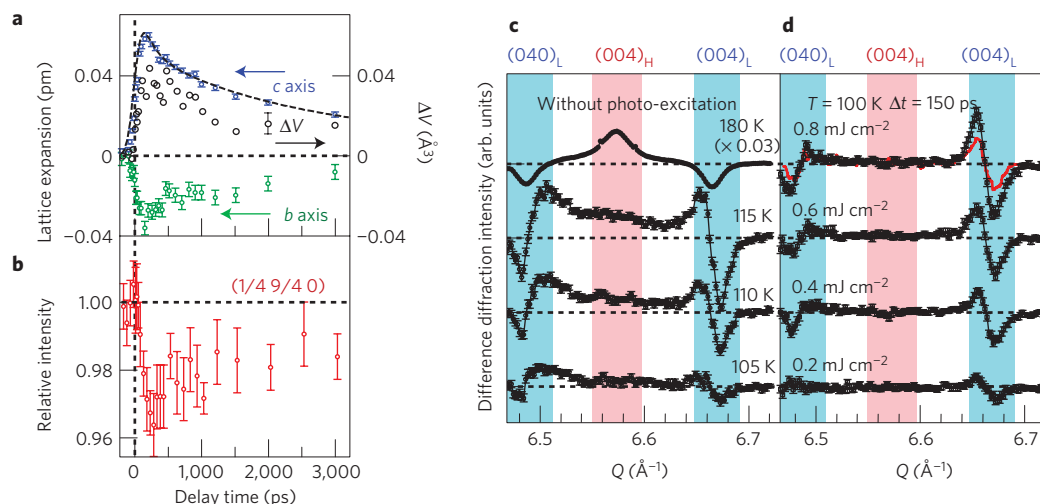 a
Lattice expansion (pm)
0.04
0
−0.04
c axis
ΔV
b axis
0.04
0
−0.04
ΔV (Å³)
b
Relative intensity
1.00
0.98
0.96
(1/4 9/4 0)
0 1,000 2,000 3,000
Delay time (ps)
c
(040)L (004)H (004)L
Difference diffraction intensity (arb. units)
Without photo-excitation
180 K
(× 0.03)
115 K
110 K
105 K
6.5 6.6 6.7
Q (Å⁻¹)
d
(040)L (004)H (004)L
T = 100 K Δt = 150 ps
0.8 mJ cm⁻²
0.6 mJ cm⁻²
0.4 mJ cm⁻²
0.2 mJ cm⁻²
6.5 6.6 6.7
Q (Å⁻¹)